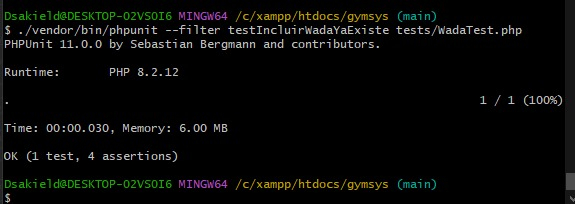 Dsakield@DESKTOP-02VSOI6 MINGW64 /c/xampp/htdocs/gymsys (main)
$ ./vendor/bin/phpunit --filter testIncluirWadaYaExiste tests/WadaTest.php
PHPUnit 11.0.0 by Sebastian Bergmann and contributors.
Runtime:       PHP 8.2.12
.                                                                   1 / 1 (100%)
Time: 00:00.030, Memory: 6.00 MB
OK (1 test, 4 assertions)
Dsakield@DESKTOP-02VSOI6 MINGW64 /c/xampp/htdocs/gymsys (main)
$